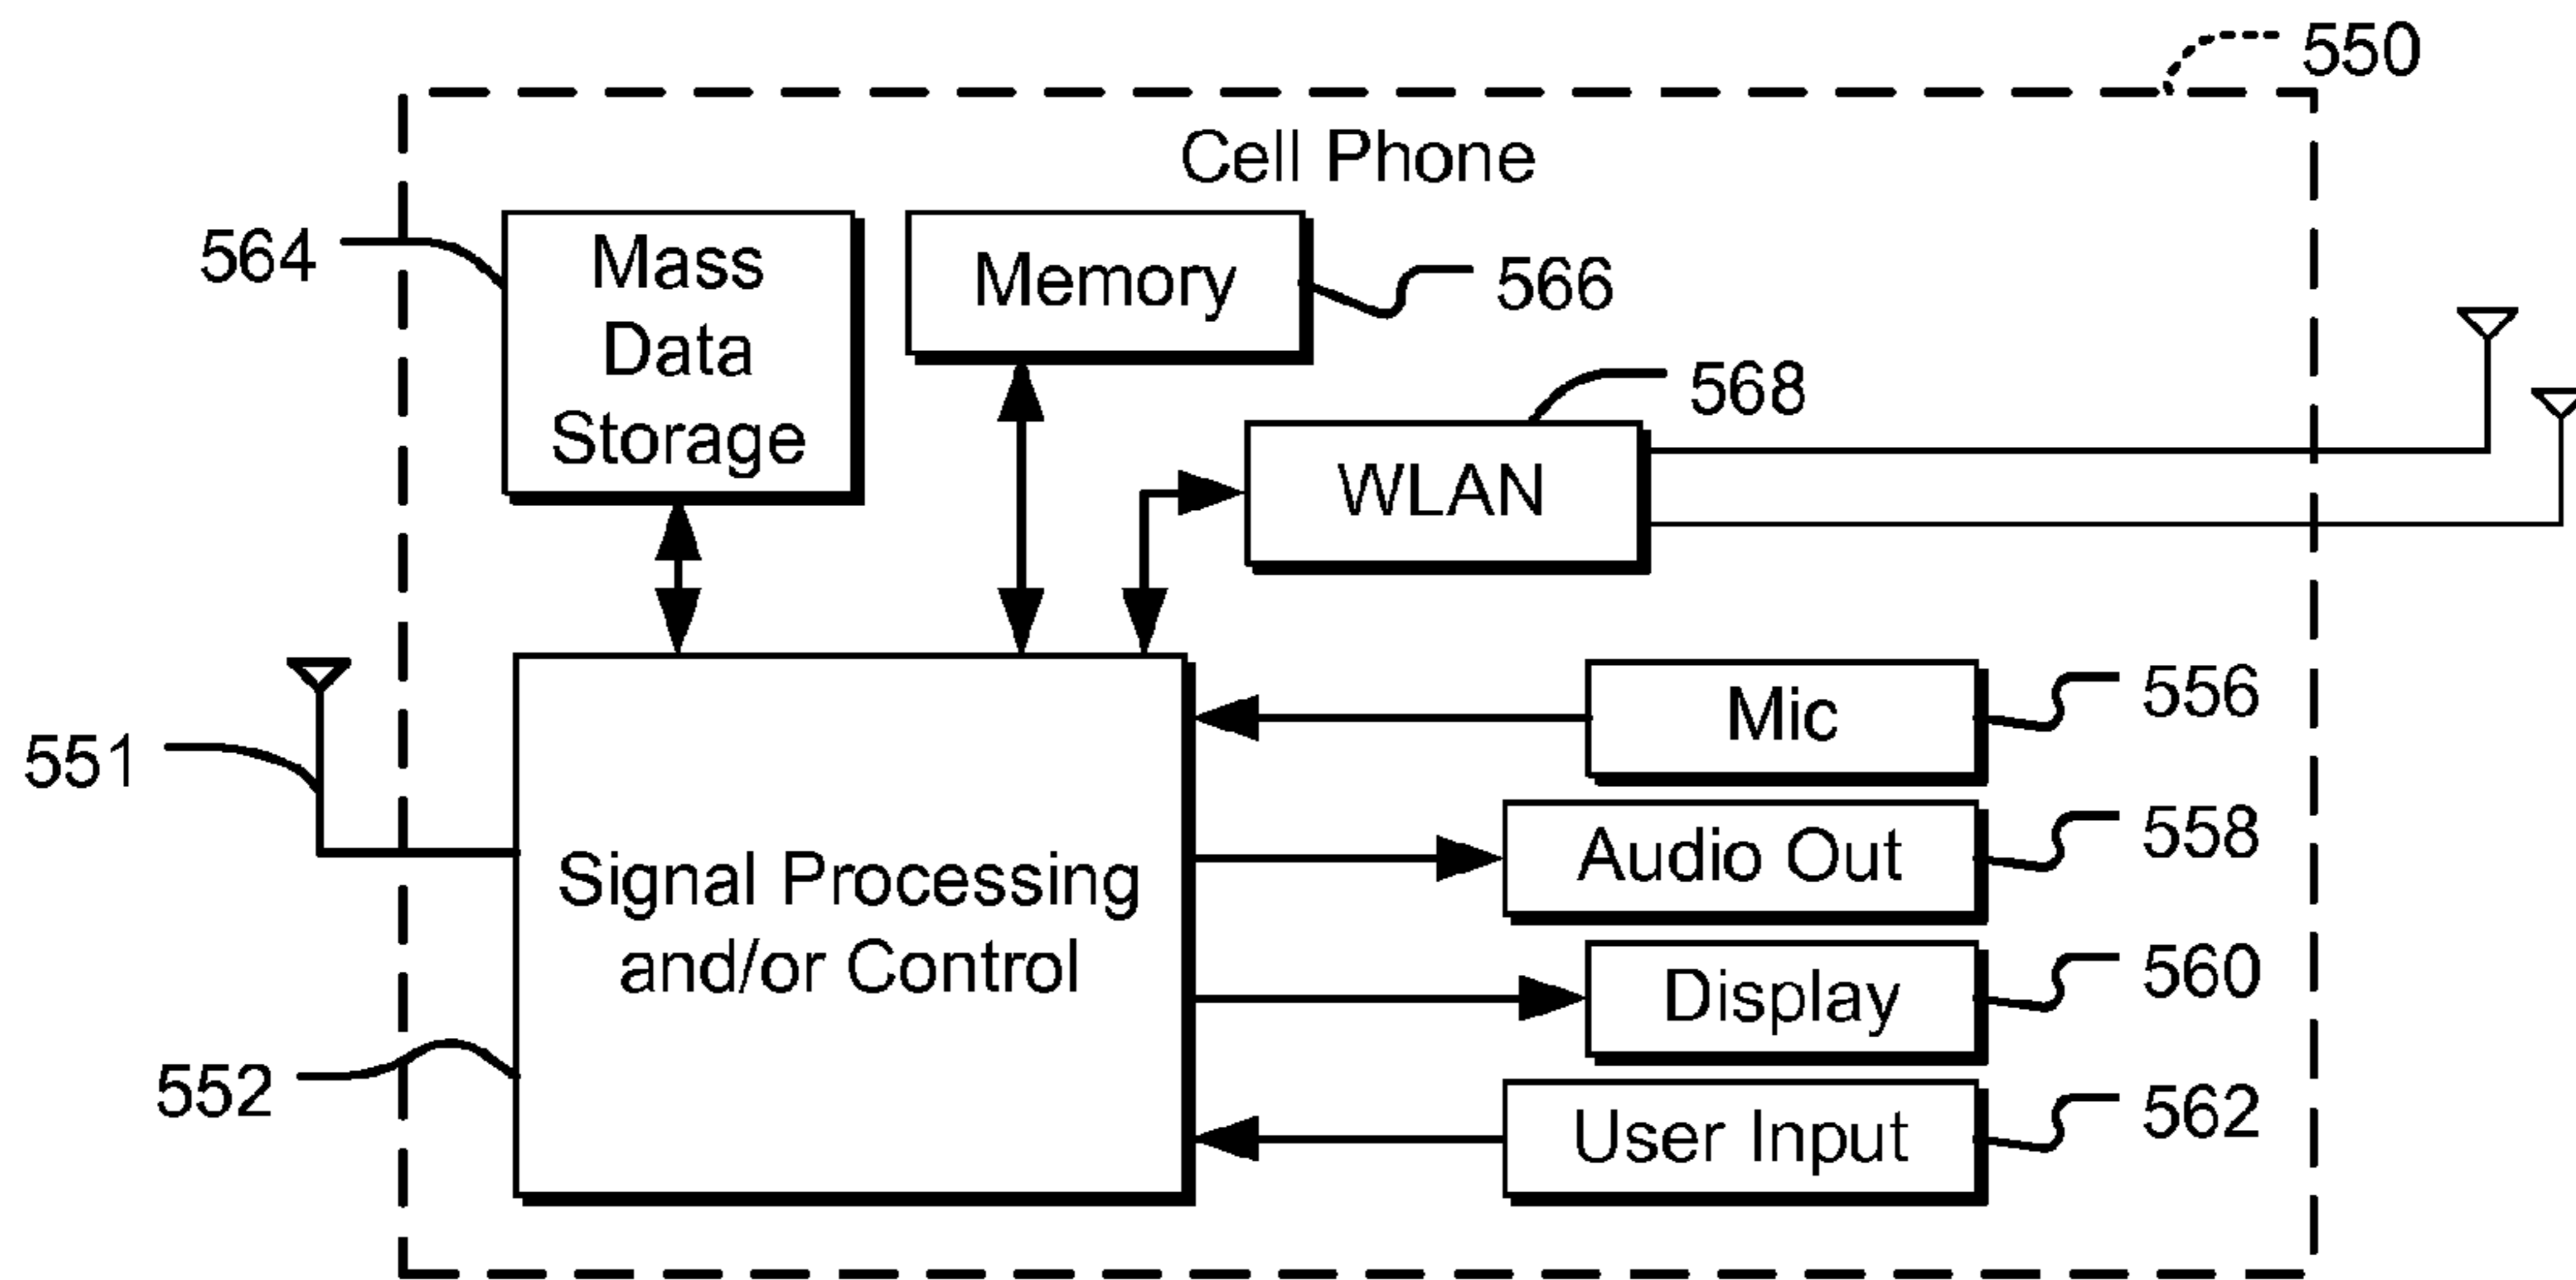 550
Cell Phone
564
Mass
Data
Storage
Memory
566
568
WLAN
551
Signal Processing
and/or Control
552
Mic
556
Audio Out
558
Display
560
User Input
562